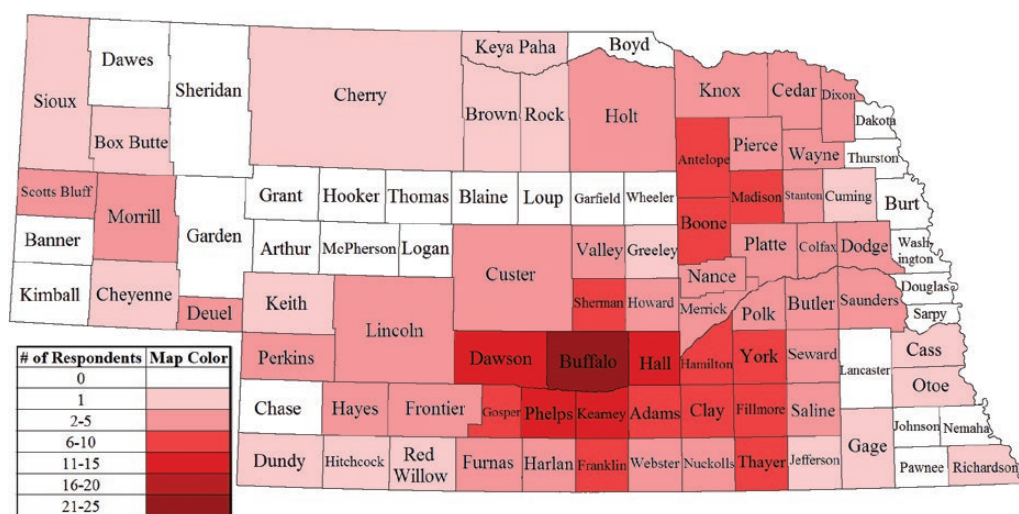 Dawes
Sheridan
Sioux
Box Butte
Scotts Bluff
Morrill
Garden
Banner
Kimball
Cheyenne
Deuel
Cherry
Keya Paha
Boyd
Brown
Rock
Holt
Knox
Cedar
Dixon
Dakota
Antelope
Pierce
Wayne
Thurston
Grant
Hooker
Thomas
Blaine
Loup
Garfield
Wheeler
Madison
Stanton
Cuming
Burt
Boone
Arthur
McPherson
Logan
Custer
Valley
Greeley
Platte
Colfax
Dodge
Wash-
ington
Nance
Keith
Lincoln
Sherman
Howard
Merrick
Polk
Butler
Saunders
Douglas
Sarpy
Perkins
Dawson
Buffalo
Hall
Hamilton
York
Seward
Lancaster
Cass
Otoe
Chase
Hayes
Frontier
Gosper
Phelps
Kearney
Adams
Clay
Fillmore
Saline
Johnson
Nemaha
Gage
Dundy
Hitchcock
Red
Willow
Furnas
Harlan
Franklin
Webster
Nuckolls
Thayer
Jefferson
Pawnee
Richardson
# of Respondents Map Color
0
1
2-5
6-10
11-15
16-20
21-25